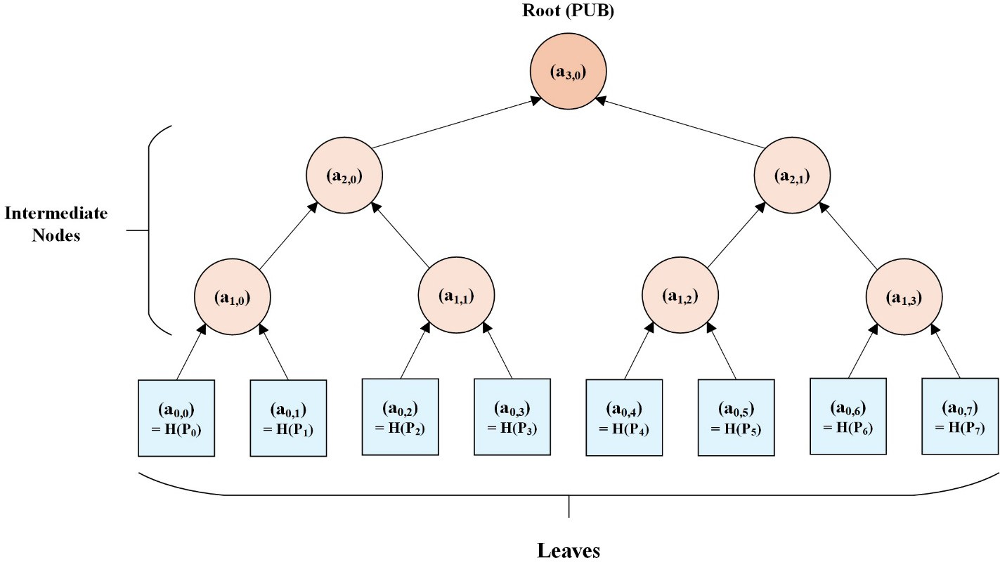 Root (PUB)
(a3,0)
(a2,0)
(a2,1)
Intermediate
Nodes
(a1,0)
(a1,1)
(a1,2)
(a1,3)
(a0,0)
= H(P0)
(a0,1)
= H(P1)
(a0,2)
= H(P2)
(a0,3)
= H(P3)
(a0,4)
= H(P4)
(a0,5)
= H(P5)
(a0,6)
= H(P6)
(a0,7)
= H(P7)
Leaves